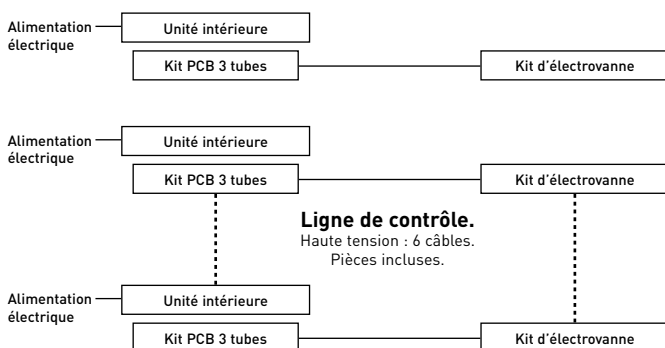 Alimentation
électrique
Unité intérieure
Kit PCB 3 tubes
Kit d'électrovanne
Alimentation
électrique
Unité intérieure
Kit PCB 3 tubes
Kit d'électrovanne
Ligne de contrôle.
Haute tension : 6 câbles.
Pièces incluses.
Alimentation
électrique
Unité intérieure
Kit PCB 3 tubes
Kit d'électrovanne